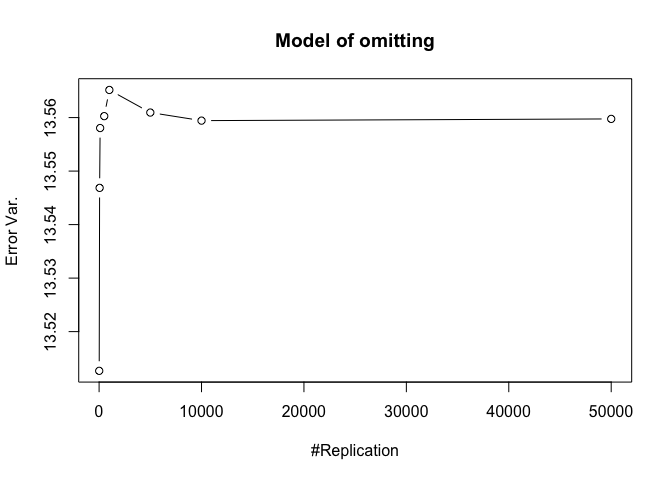 Model of omitting
Error Var.
13.56
13.55
13.54
13.53
13.52
0 10000 20000 30000 40000 50000
#Replication